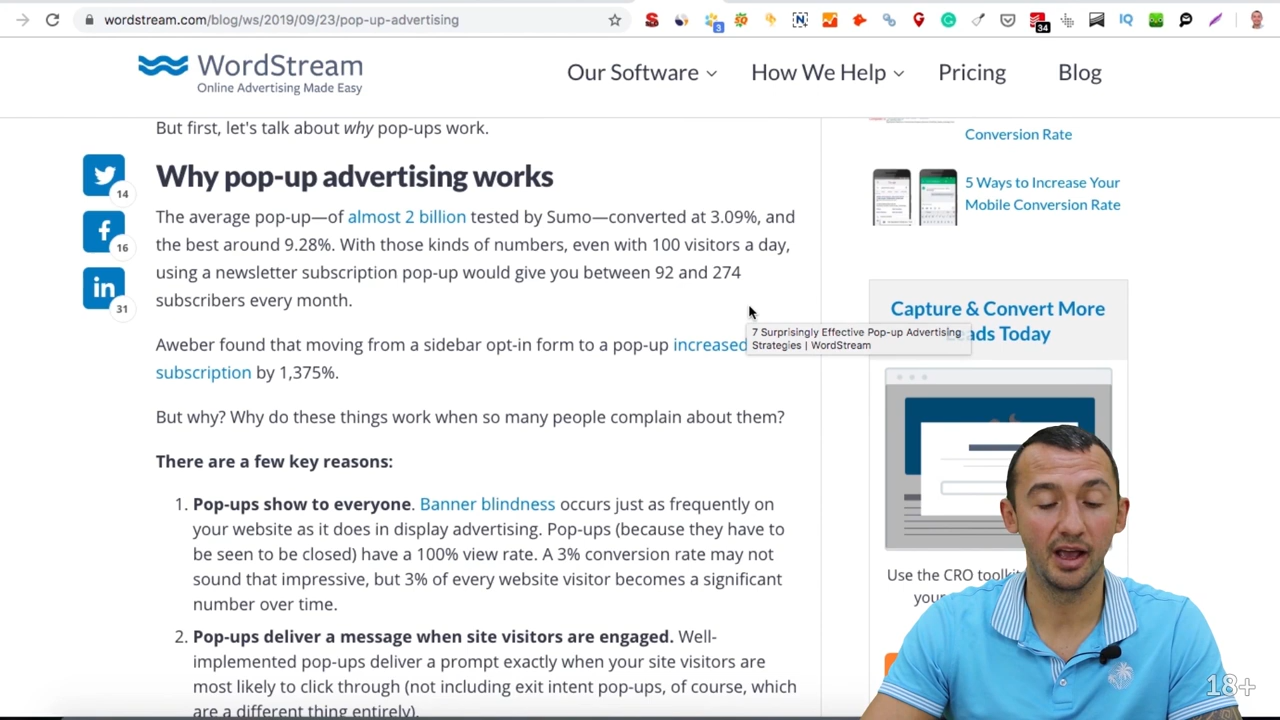 wordstream.com/blog/ws/2019/09/23/pop-up-advertising
3
34
IQ
WordStream
Online Advertising Made Easy
Our Software
How We Help
Pricing
Blog
But first, let's talk about why pop-ups work.
Why pop-up advertising works
The average pop-up—of almost 2 billion tested by Sumo—converted at 3.09%, and
the best around 9.28%. With those kinds of numbers, even with 100 visitors a day,
using a newsletter subscription pop-up would give you between 92 and 274
subscribers every month.
Aweber found that moving from a sidebar opt-in form to a pop-up increased
subscription by 1,375%.
But why? Why do these things work when so many people complain about them?
There are a few key reasons:
1. Pop-ups show to everyone. Banner blindness occurs just as frequently on
your website as it does in display advertising. Pop-ups (because they have to
be seen to be closed) have a 100% view rate. A 3% conversion rate may not
sound that impressive, but 3% of every website visitor becomes a significant
number over time.
2. Pop-ups deliver a message when site visitors are engaged. Well-
implemented pop-ups deliver a prompt exactly when your site visitors are
most likely to click through (not including exit intent pop-ups, of course, which
are a different thing entirely).
14
16
in
31
Conversion Rate
5 Ways to Increase Your
Mobile Conversion Rate
Capture & Convert More
Leads Today
7 Surprisingly Effective Pop-up Advertising
Strategies | WordStream
Use the CRO toolkit
your
18+